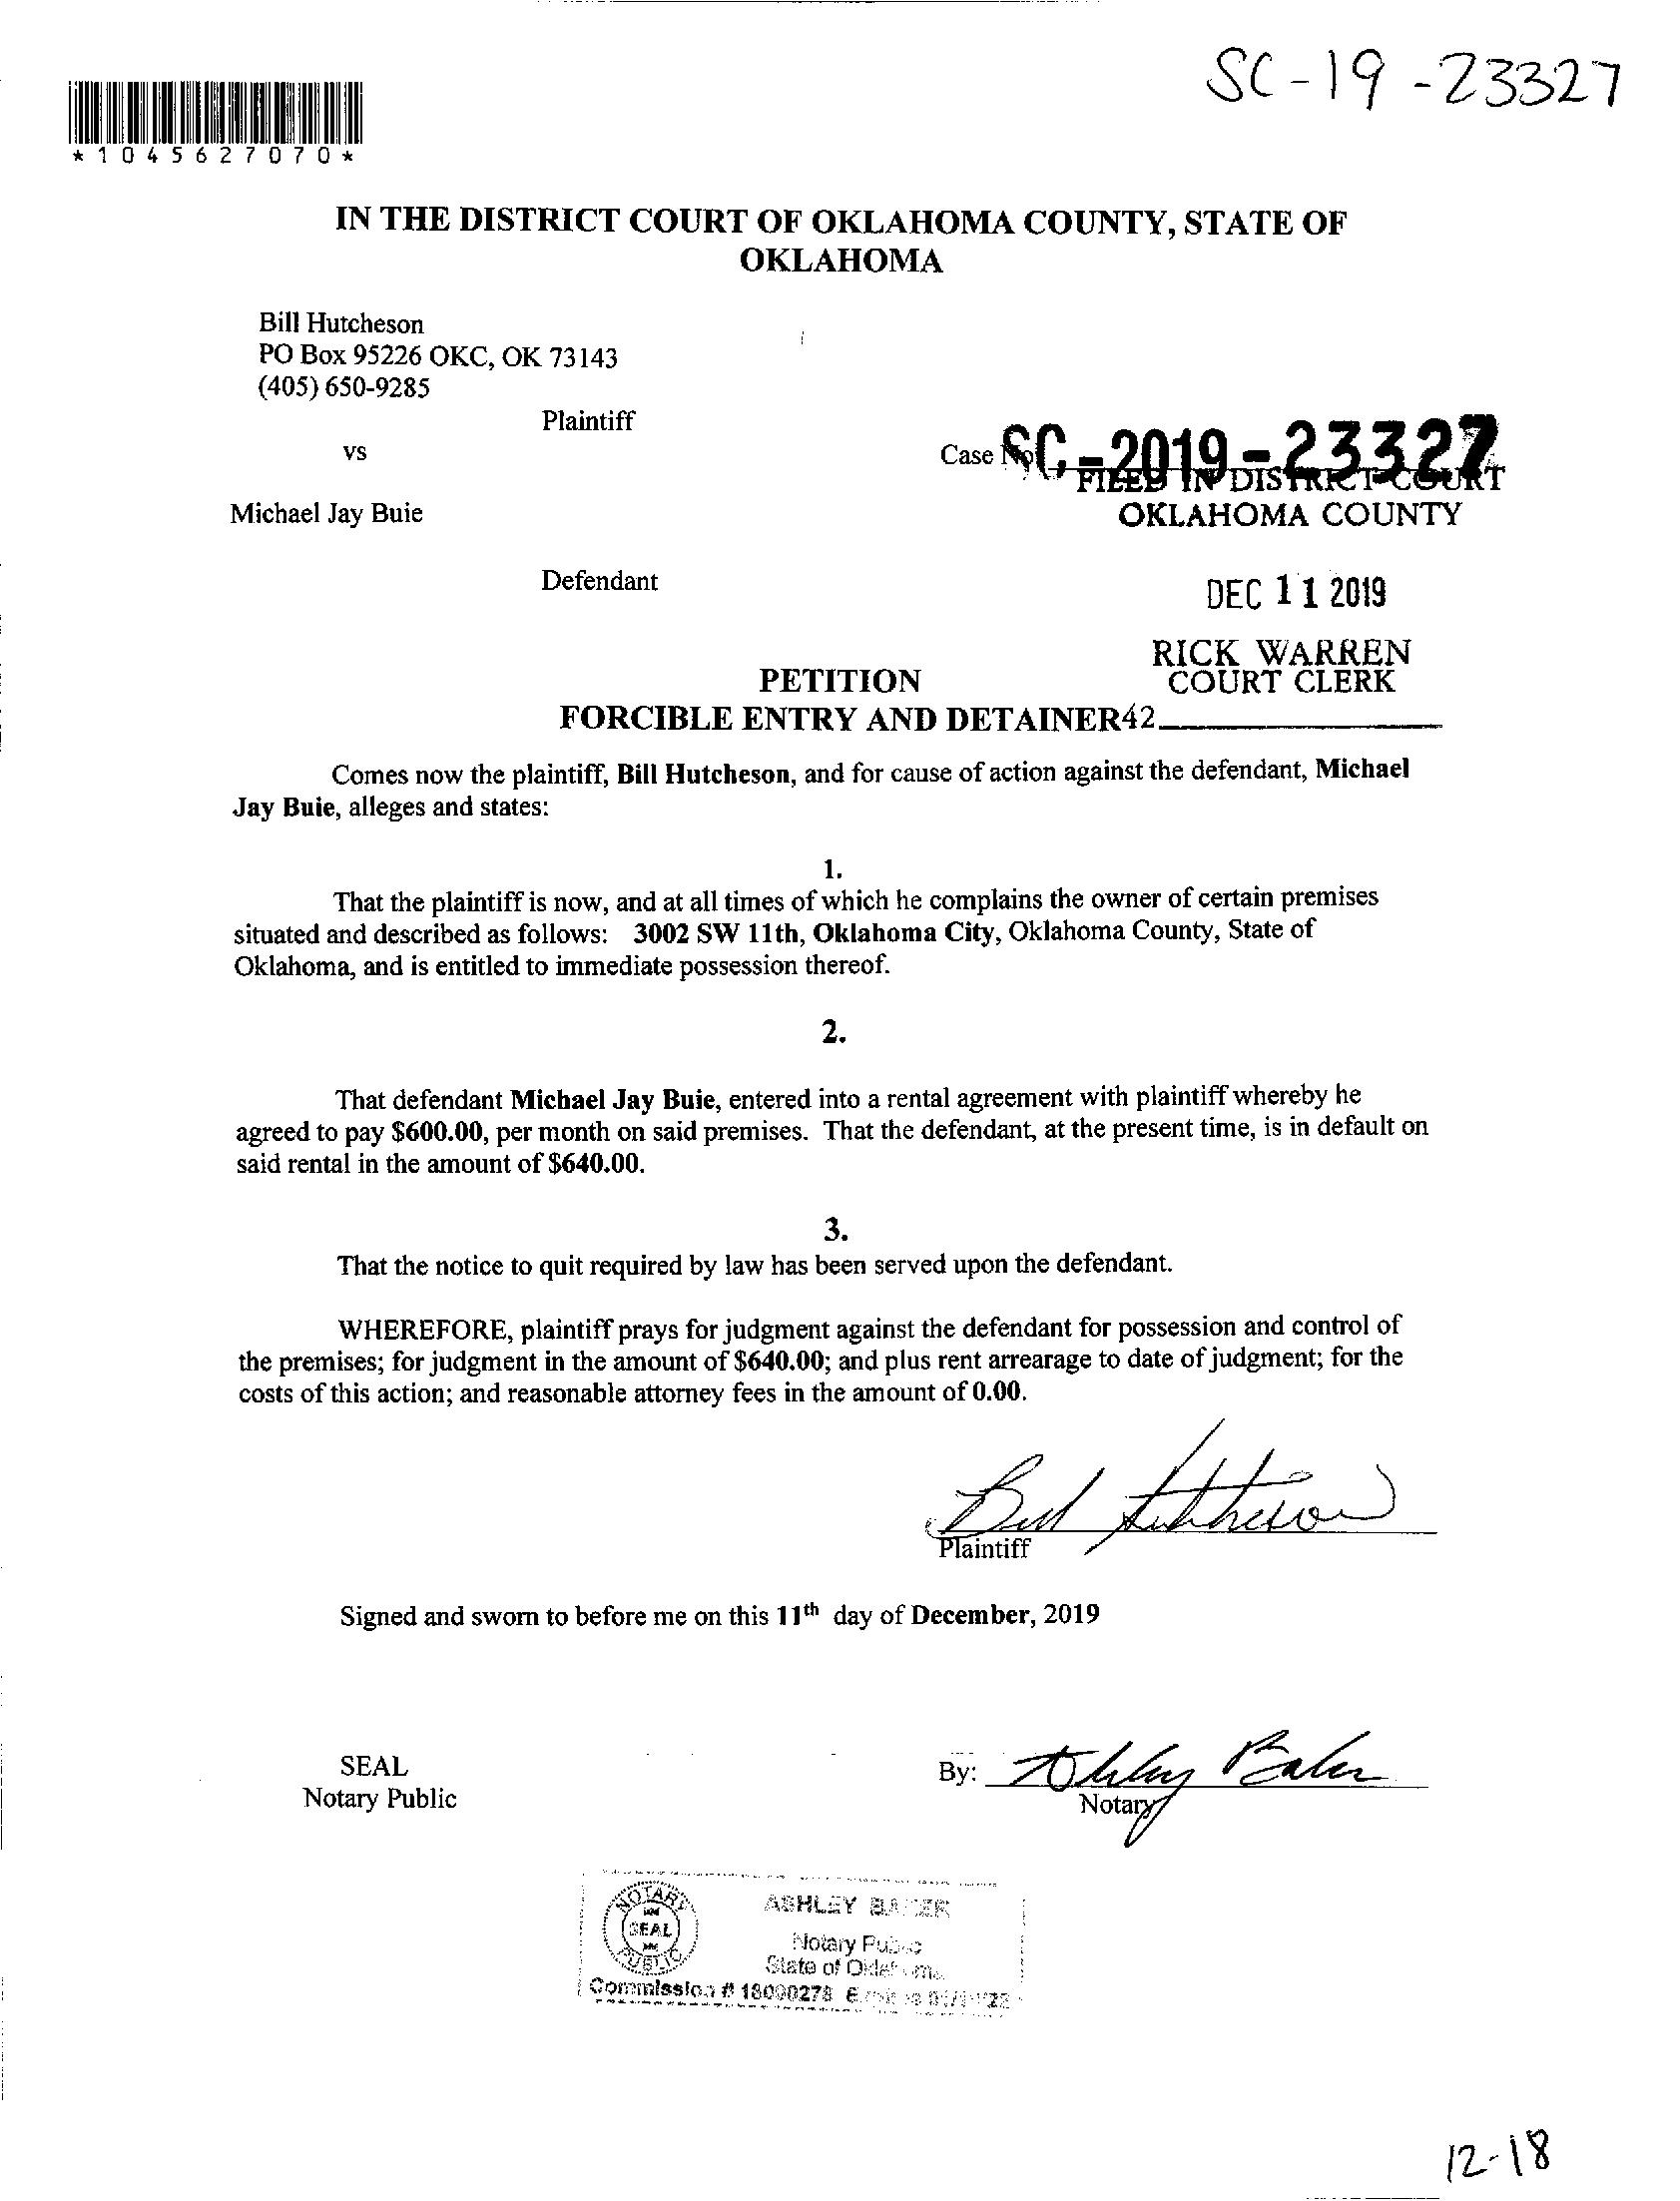 SC-19-23327
*1045627070*
IN THE DISTRICT COURT OF OKLAHOMA COUNTY, STATE OF
OKLAHOMA
Bill Hutcheson
PO Box 95226 OKC, OK 73143
(405) 650-9285
Plaintiff
vs
Case No. SC-2019-23327
FILED IN DISTRICT COURT
Michael Jay Buie
OKLAHOMA COUNTY
Defendant
DEC 11 2019
RICK WARREN
COURT CLERK
PETITION
FORCIBLE ENTRY AND DETAINER
42
Comes now the plaintiff, Bill Hutcheson, and for cause of action against the defendant, Michael
Jay Buie, alleges and states:
1.
That the plaintiff is now, and at all times of which he complains the owner of certain premises
situated and described as follows: 3002 SW 11th, Oklahoma City, Oklahoma County, State of
Oklahoma, and is entitled to immediate possession thereof.
2.
That defendant Michael Jay Buie, entered into a rental agreement with plaintiff whereby he
agreed to pay $600.00, per month on said premises. That the defendant, at the present time, is in default on
said rental in the amount of $640.00.
3.
That the notice to quit required by law has been served upon the defendant.
WHEREFORE, plaintiff prays for judgment against the defendant for possession and control of
the premises; for judgment in the amount of $640.00; and plus rent arrearage to date of judgment; for the
costs of this action; and reasonable attorney fees in the amount of 0.00.
Bill Hutcheson
Plaintiff
Signed and sworn to before me on this 11th day of December, 2019
SEAL
Notary Public
By: Ashley Baker
Notary
NOTARY
SEAL
PUBLIC
ASHLEY BAKER
Notary Public
State of Oklahoma
Commission # 18000278
12-18